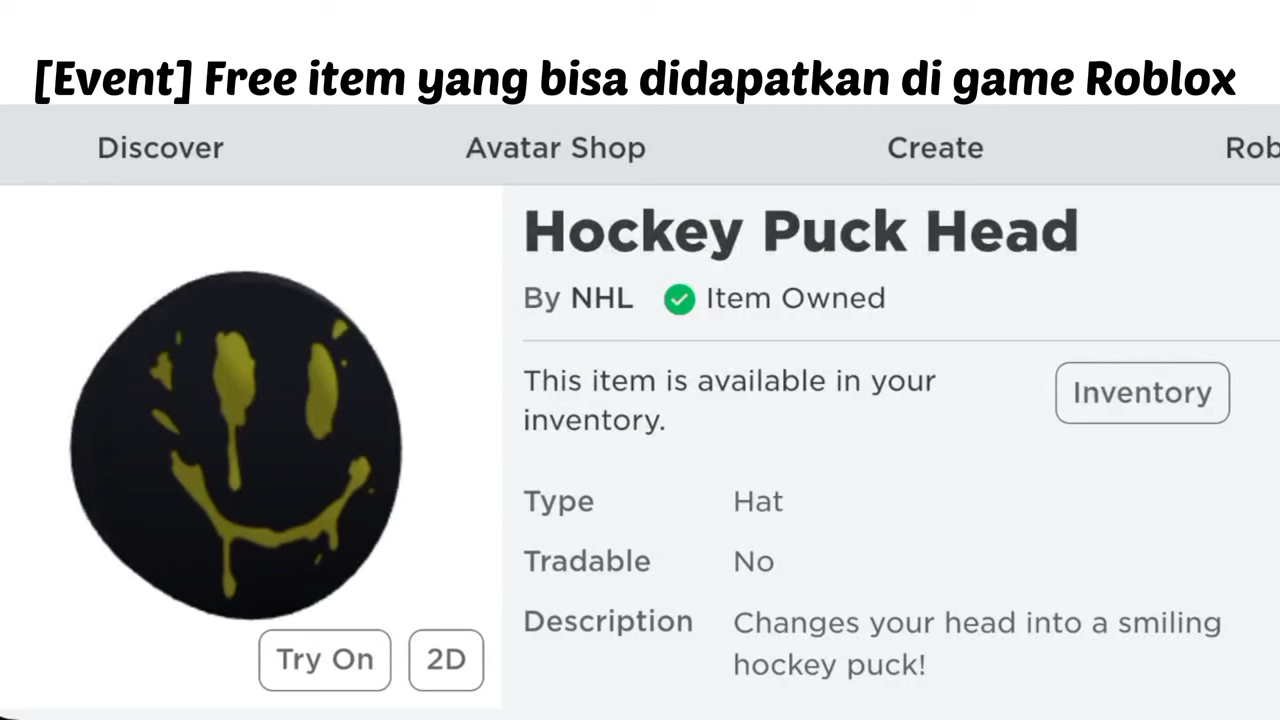 [Event] Free item yang bisa didapatkan di game Roblox
Discover Avatar Shop Create Rob
Hockey Puck Head
By NHL Item Owned
This item is available in your
inventory.
Inventory
Type Hat
Tradable No
Description Changes your head into a smiling
hockey puck!
Try On 2D